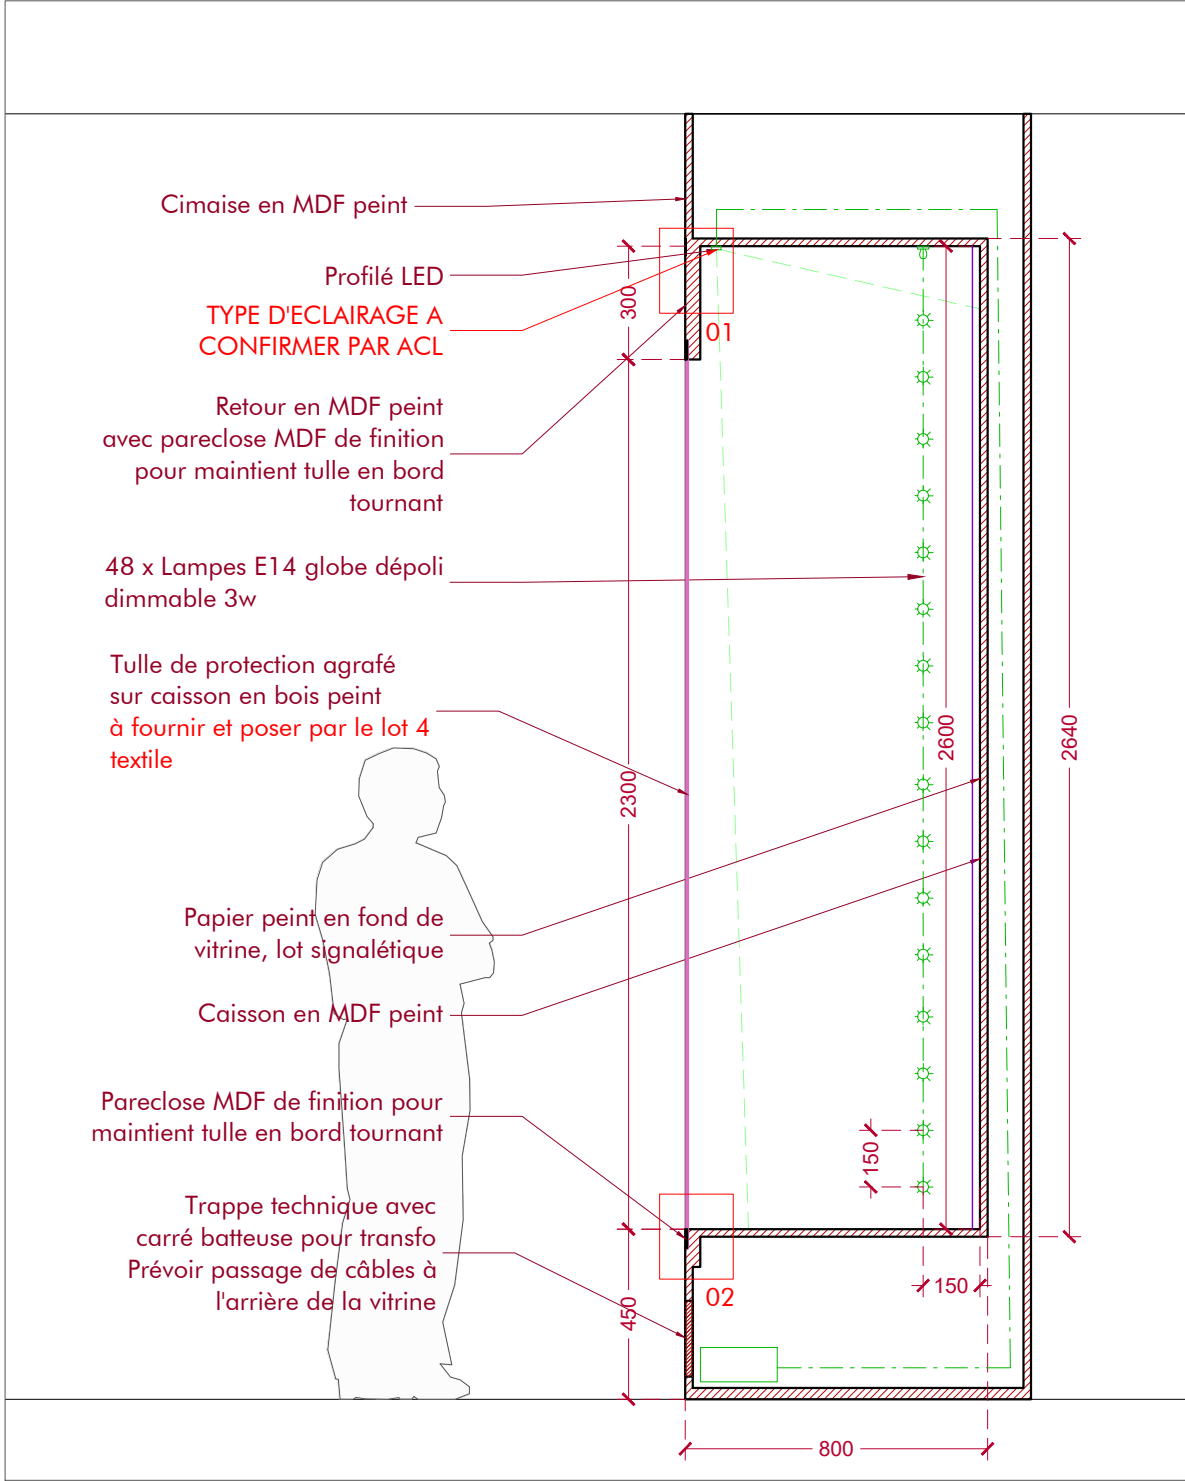 Cimaise en MDF peint
Profilé LED
TYPE D'ECLAIRAGE A
CONFIRMER PAR ACL
300
01
Retour en MDF peint
avec pareclose MDF de finition
pour maintient tulle en bord
tournant
48 x Lampes E14 globe dépoli
dimmable 3w
Tulle de protection agrafé
sur caisson en bois peint
à fournir et poser par le lot 4
textile
2300
2600
2640
Papier peint en fond de
vitrine, lot signalétique
Caisson en MDF peint
Pareclose MDF de finition pour
maintient tulle en bord tournant
150
Trappe technique avec
carré batteuse pour transfo
Prévoir passage de câbles à
l'arrière de la vitrine
02
150
450
800